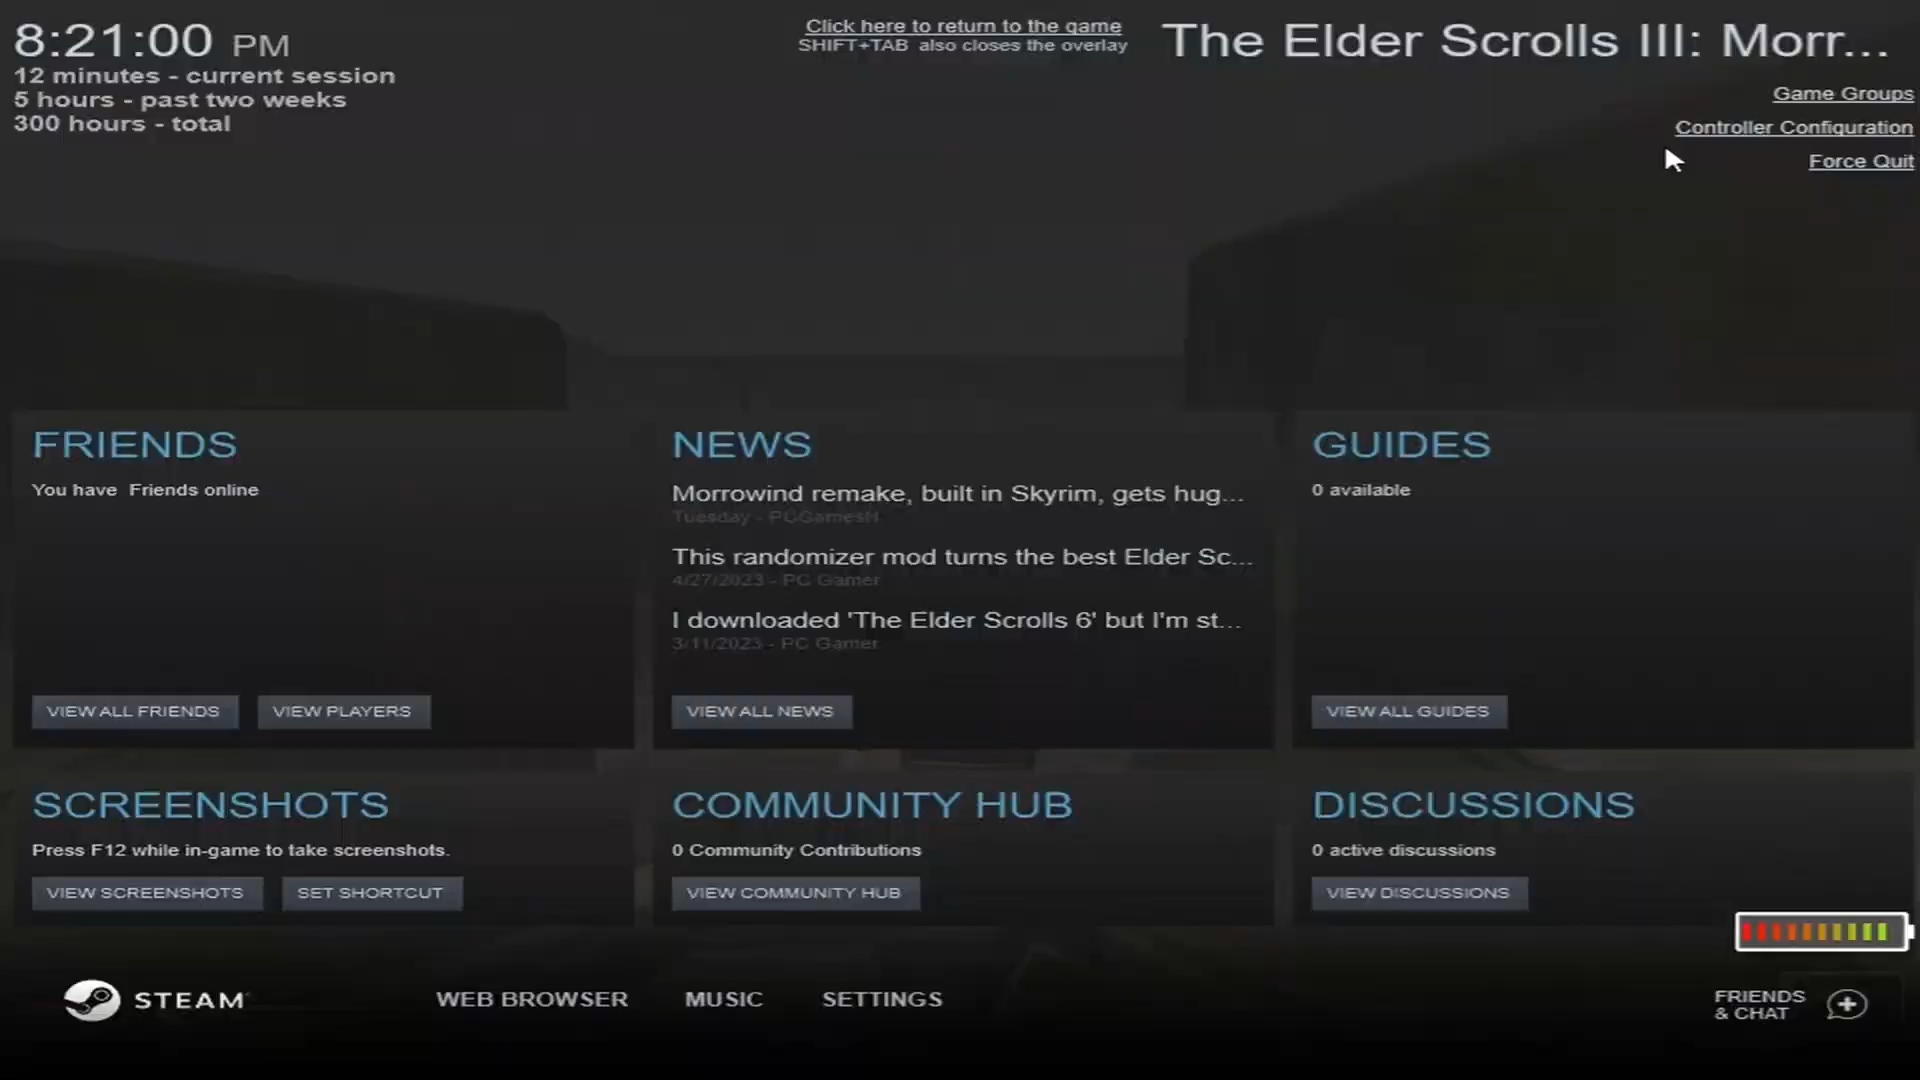 8:21:00 PM
12 minutes - current session
5 hours - past two weeks
300 hours - total
Click here to return to the game
SHIFT+TAB also closes the overlay
The Elder Scrolls III: Morr...
Game Groups
Controller Configuration
Force Quit
FRIENDS
You have Friends online
VIEW ALL FRIENDS
VIEW PLAYERS
NEWS
Morrowind remake, built in Skyrim, gets hug...
Tuesday - PCGamesN
This randomizer mod turns the best Elder Sc...
4/27/2023 - PC Gamer
I downloaded 'The Elder Scrolls 6' but I'm st...
3/11/2023 - PC Gamer
VIEW ALL NEWS
GUIDES
0 available
VIEW ALL GUIDES
SCREENSHOTS
Press F12 while in-game to take screenshots.
VIEW SCREENSHOTS
SET SHORTCUT
COMMUNITY HUB
0 Community Contributions
VIEW COMMUNITY HUB
DISCUSSIONS
0 active discussions
VIEW DISCUSSIONS
STEAM
WEB BROWSER
MUSIC
SETTINGS
FRIENDS
& CHAT